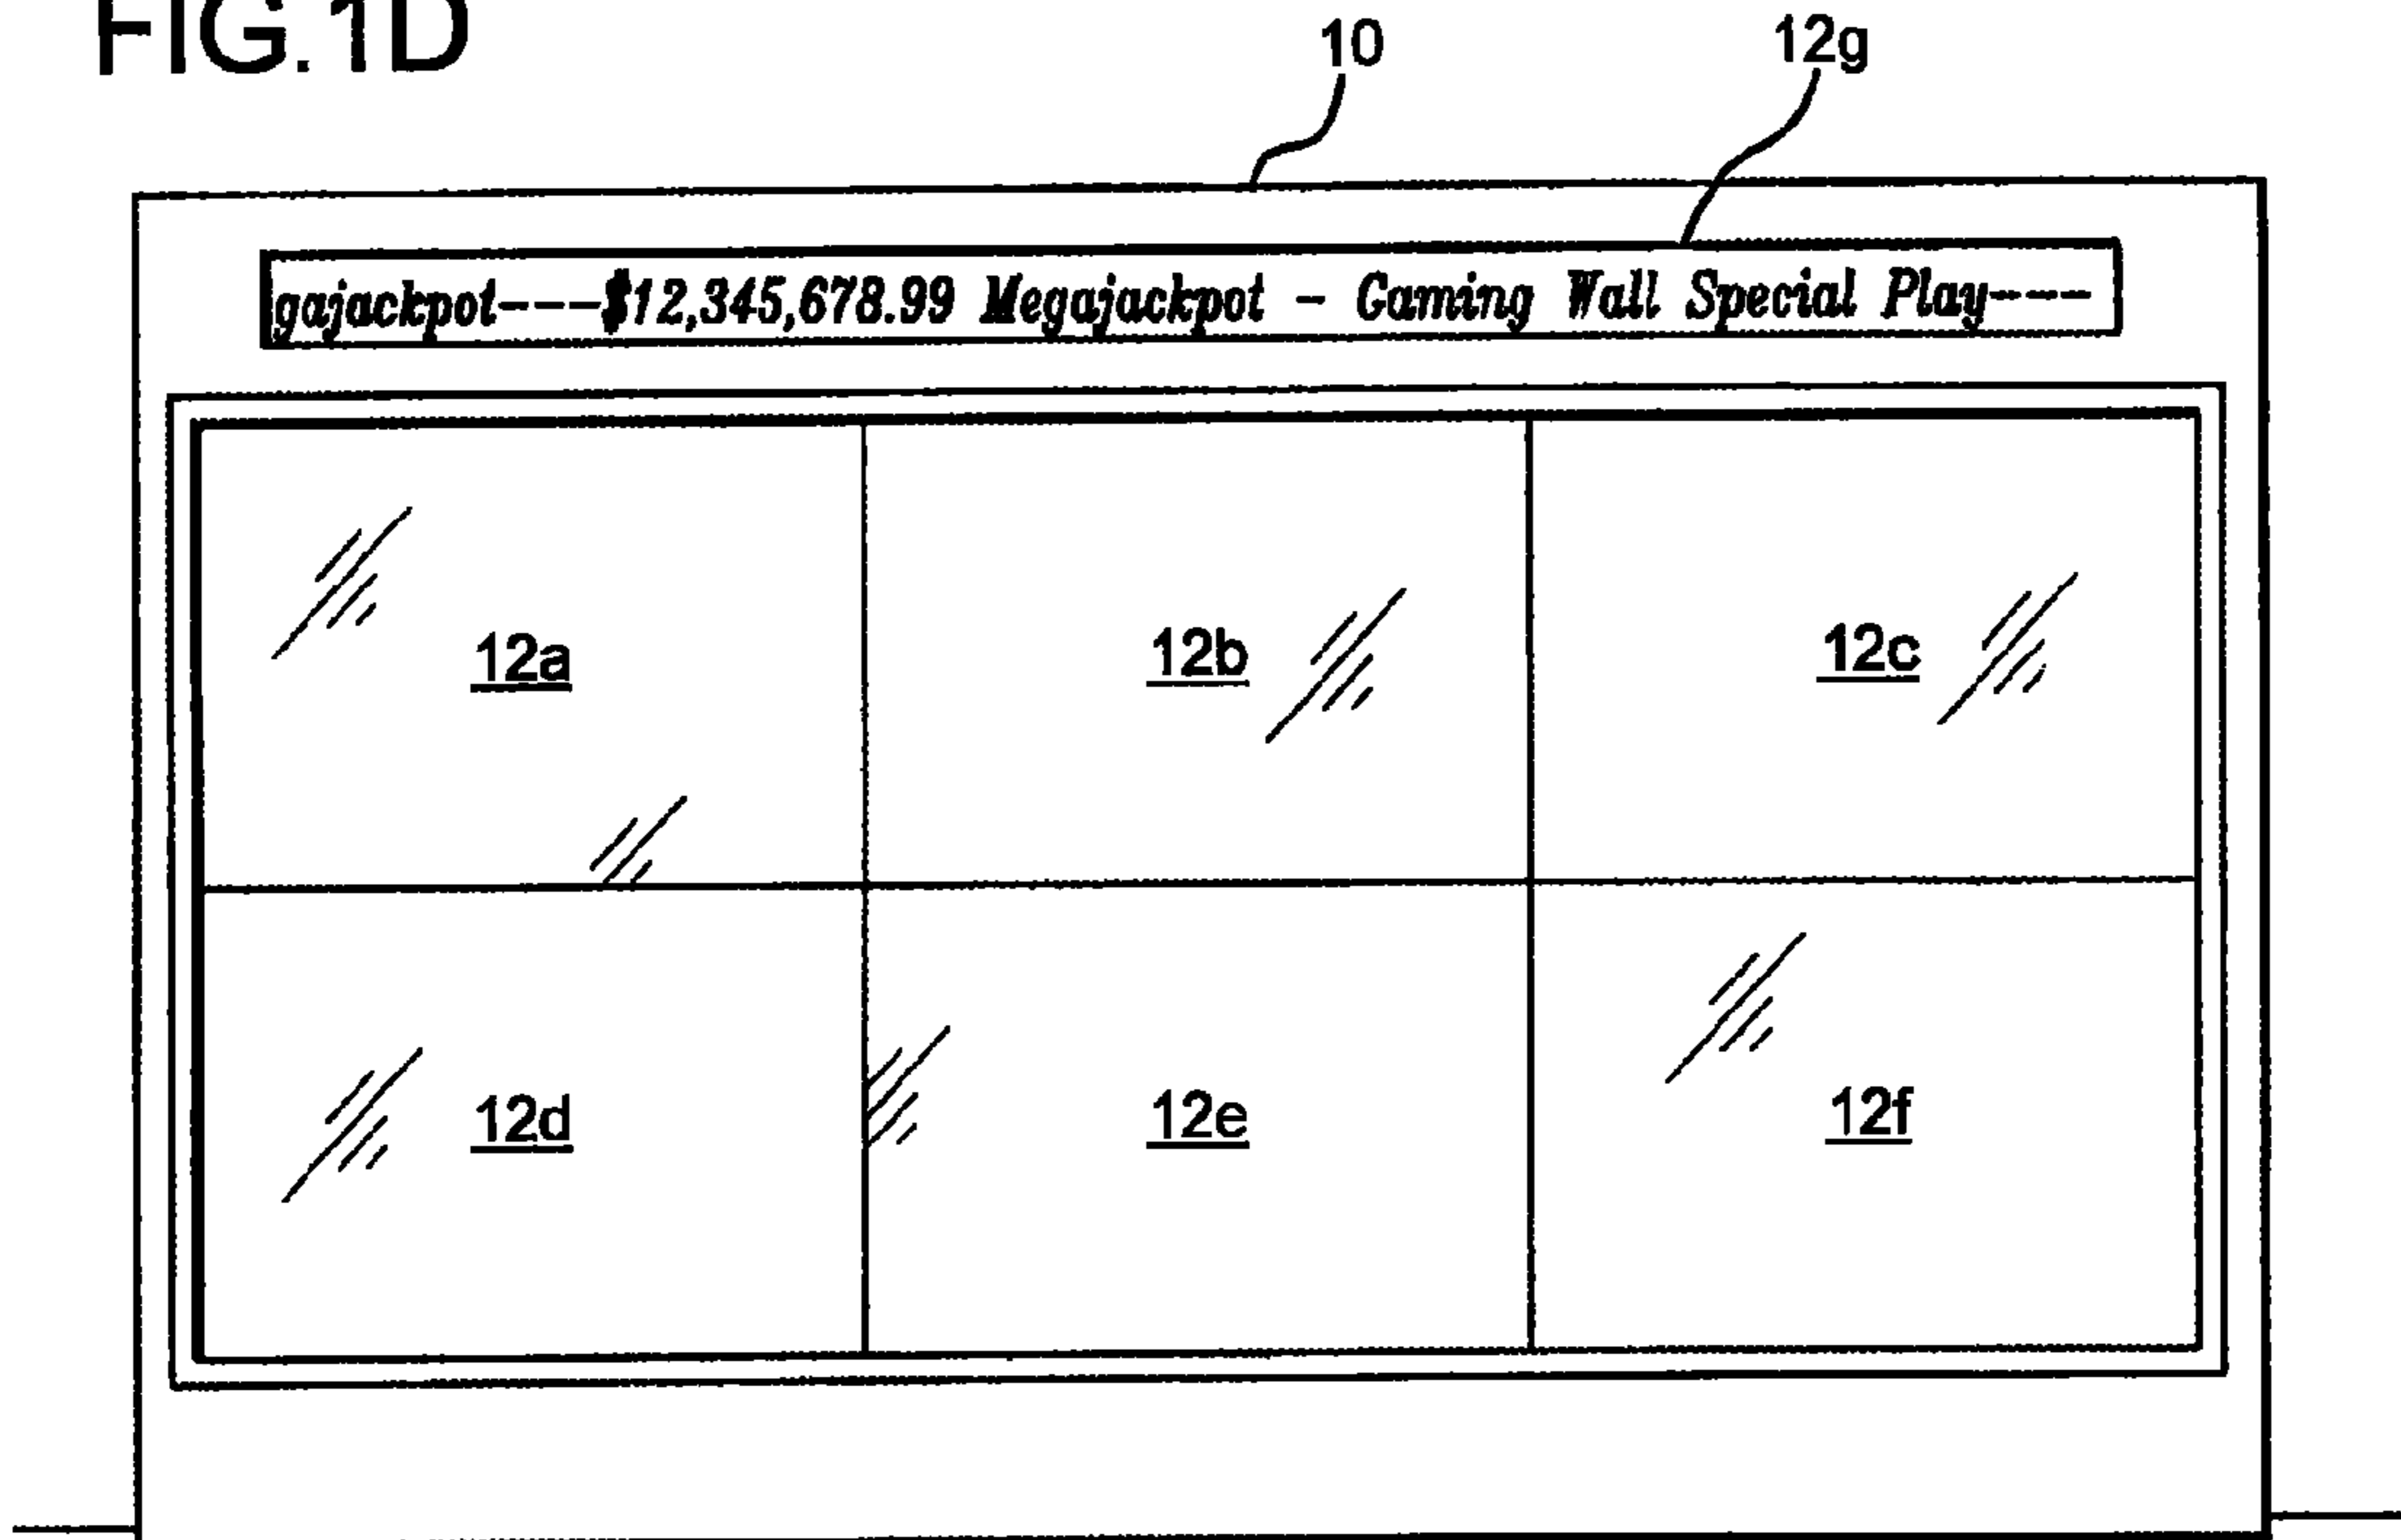 FIG.1D
10 12g
gajackpot---$12,345,678.99 Megajackpot - Gaming Wall Special Play----
12a 12b 12c
12d 12e 12f